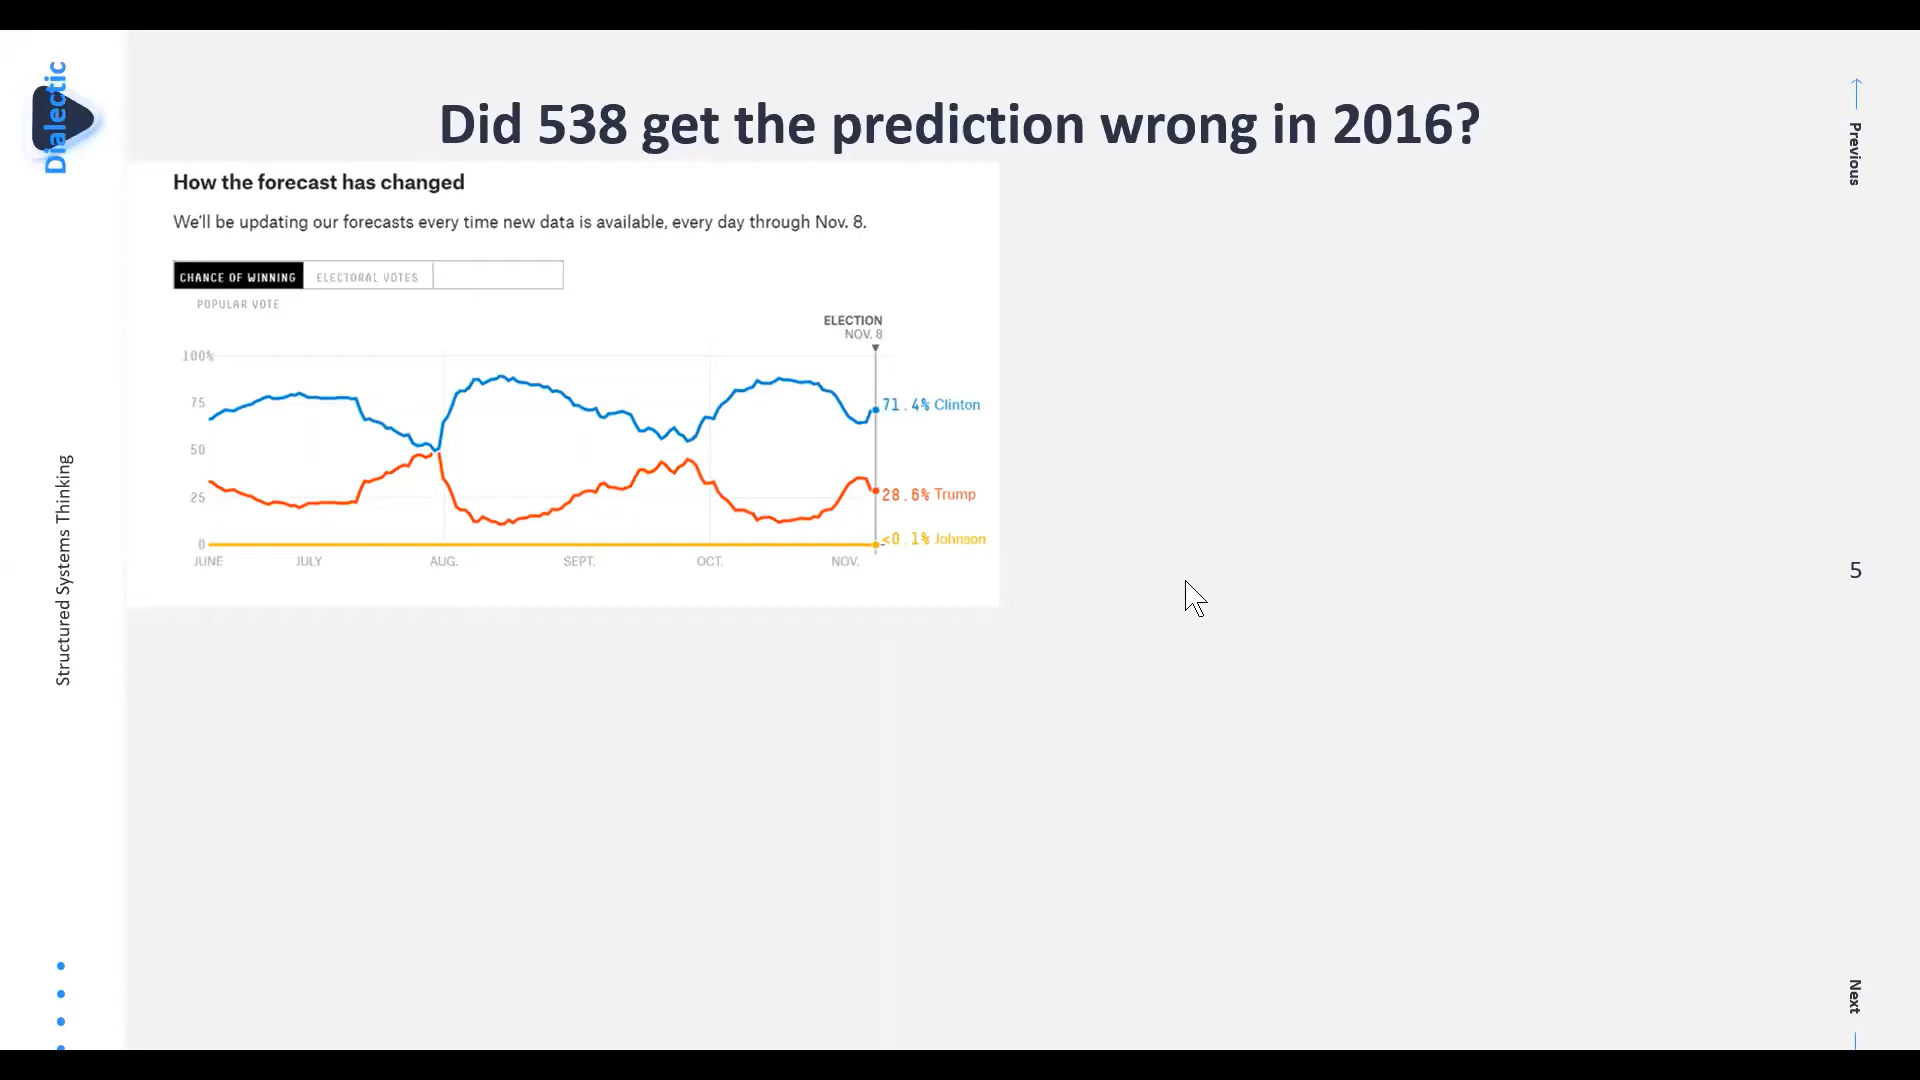 Dialectic
Structured Systems Thinking
Did 538 get the prediction wrong in 2016?
How the forecast has changed
We'll be updating our forecasts every time new data is available, every day through Nov. 8.
CHANCE OF WINNING ELECTORAL VOTES
POPULAR VOTE
ELECTION
NOV. 8
100%
75
71.4% Clinton
50
25
28.6% Trump
0
<0.1% Johnson
JUNE JULY AUG. SEPT. OCT. NOV.
Previous
5
Next